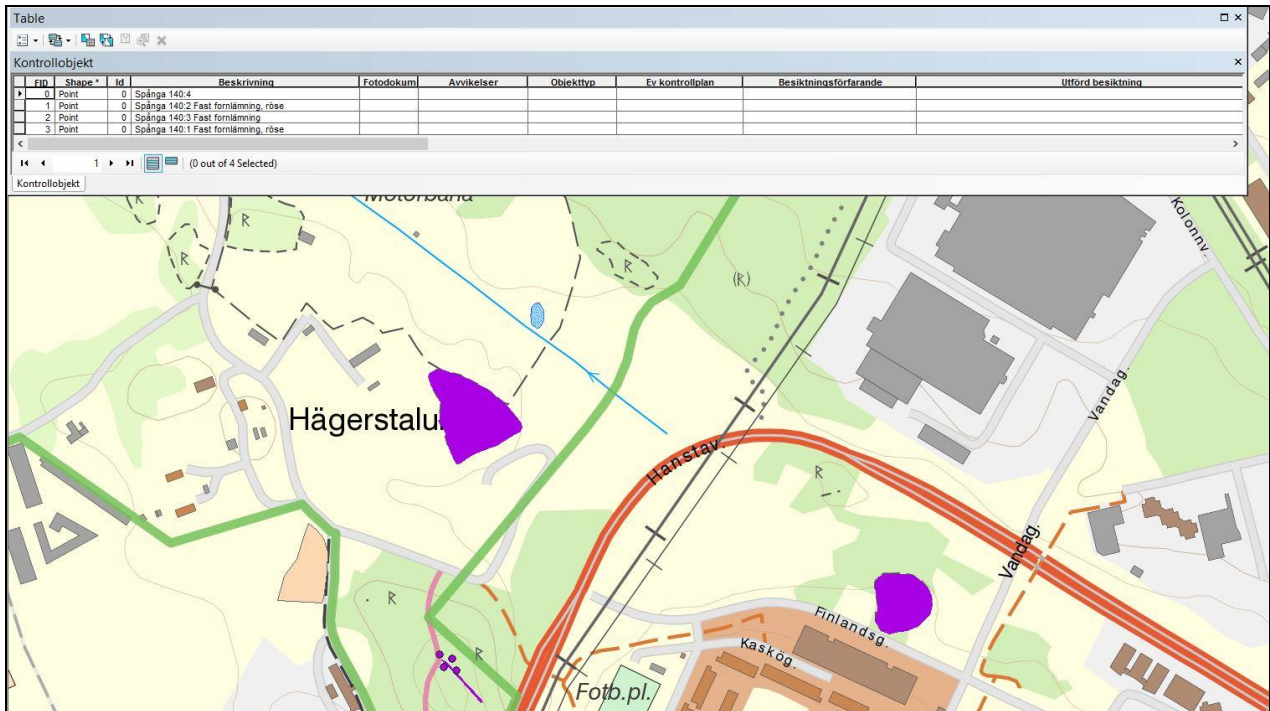 Table
Kontrollobjekt
FID Shape * Id Beskrivning Fotodokum Avvikelser Objekttyp Ev kontrollplan Besiktningsförfarande Utförd besiktning
0 Point 0 Spånga 140:4
1 Point 0 Spånga 140:2 Fast fornlämning, röse
2 Point 0 Spånga 140:3 Fast fornlämning
3 Point 0 Spånga 140:1 Fast fornlämning, röse
1 (0 out of 4 Selected)
Kontrollobjekt
Motorbana
R
R
R
(R)
Kolonnv.
Vandag.
Hägerstalu
Hanstav.
R
Vandag.
R
R
Finlandsg.
Kaskög.
Fotb.pl.